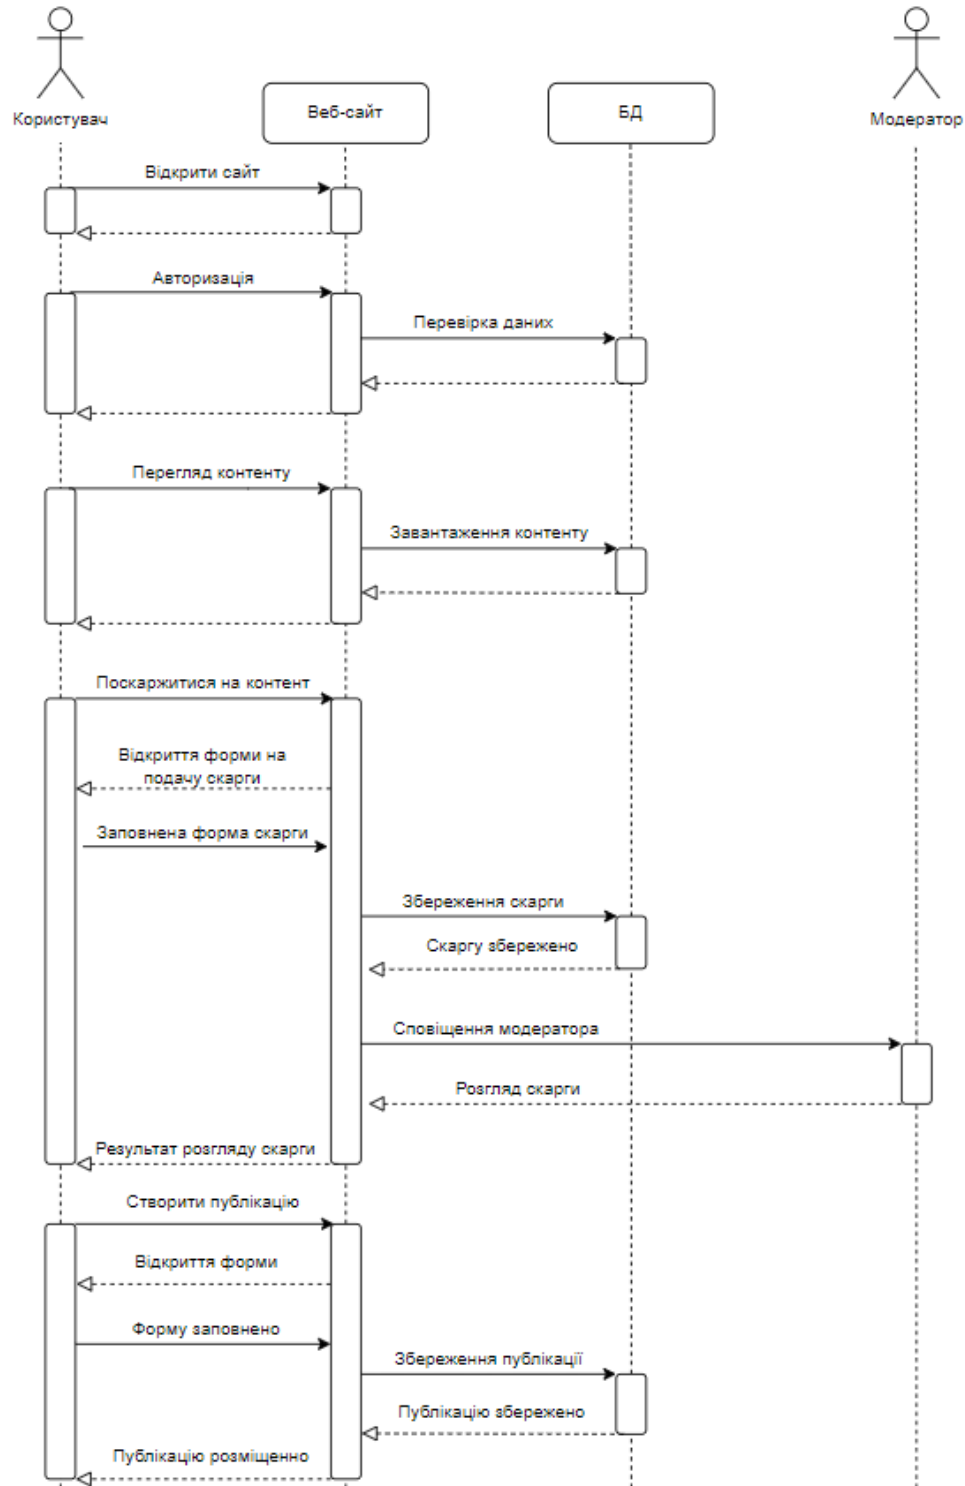 Користувач
Веб-сайт
БД
Модератор
Відкрити сайт
Авторизація
Перевірка даних
Перегляд контенту
Завантаження контенту
Поскаржитися на контент
Відкриття форми на
подачу скарги
Заповнена форма скарги
Збереження скарги
Скаргу збережено
Сповіщення модератора
Розгляд скарги
Результат розгляду скарги
Створити публікацію
Відкриття форми
Форму заповнено
Збереження публікації
Публікацію збережено
Публікацію розміщенно